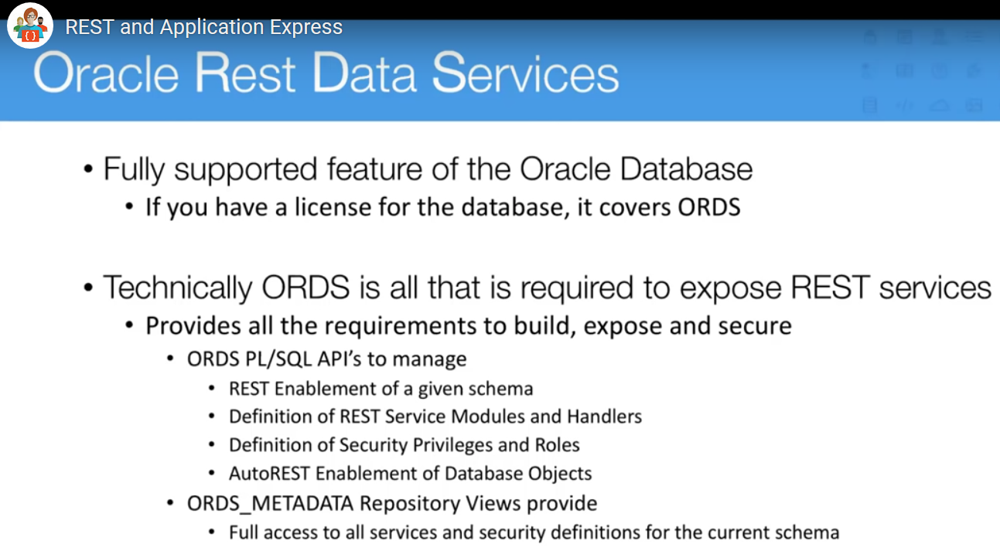 REST and Application Express
Oracle Rest Data Services
• Fully supported feature of the Oracle Database
• If you have a license for the database, it covers ORDS
• Technically ORDS is all that is required to expose REST services
• Provides all the requirements to build, expose and secure
• ORDS PL/SQL API’s to manage
• REST Enablement of a given schema
• Definition of REST Service Modules and Handlers
• Definition of Security Privileges and Roles
• AutoREST Enablement of Database Objects
• ORDS_METADATA Repository Views provide
• Full access to all services and security definitions for the current schema